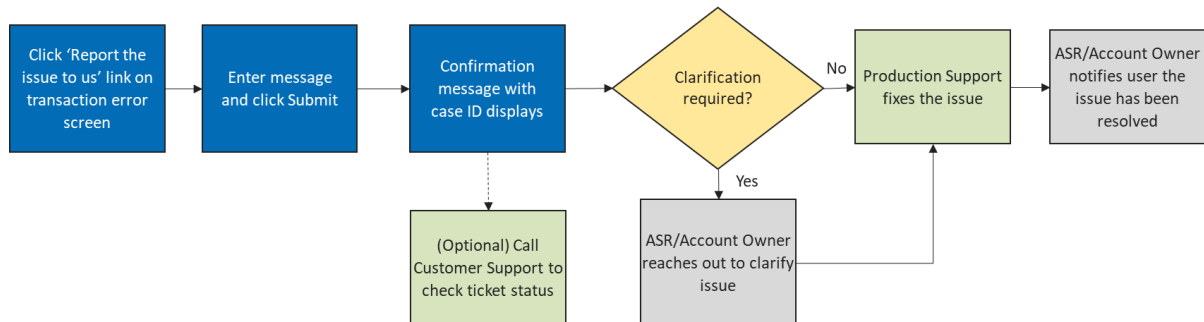 Click ‘Report the
issue to us’ link on
transaction error
screen
Enter message
and click Submit
Confirmation
message with
case ID displays
Clarification
required?
No
Production Support
fixes the issue
ASR/Account Owner
notifies user the
issue has been
resolved
Yes
(Optional) Call
Customer Support to
check ticket status
ASR/Account Owner
reaches out to clarify
issue